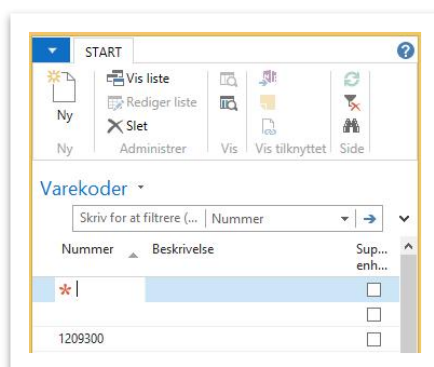 START
Vis liste
Rediger liste
Ny
Slet
Ny Administrer Vis Vis tilknyttet Side
Varekoder
Skriv for at filtrere (... Nummer
Nummer Beskrivelse Sup...
enh...
1209300